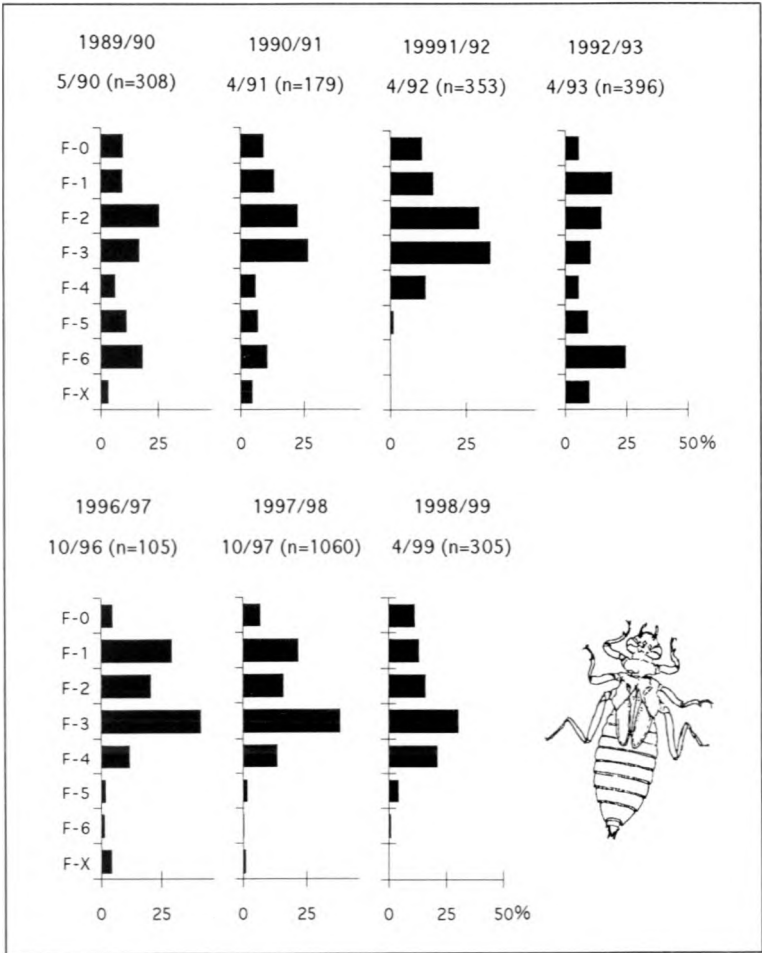 1989/90 1990/91 19991/92 1992/93
5/90 (n=308) 4/91 (n=179) 4/92 (n=353) 4/93 (n=396)
F-0
F-1
F-2
F-3
F-4
F-5
F-6
F-X
0 25 0 25 0 25 0 25 50%
1996/97 1997/98 1998/99
10/96 (n=105) 10/97 (n=1060) 4/99 (n=305)
F-0
F-1
F-2
F-3
F-4
F-5
F-6
F-X
0 25 0 25 0 25 50%